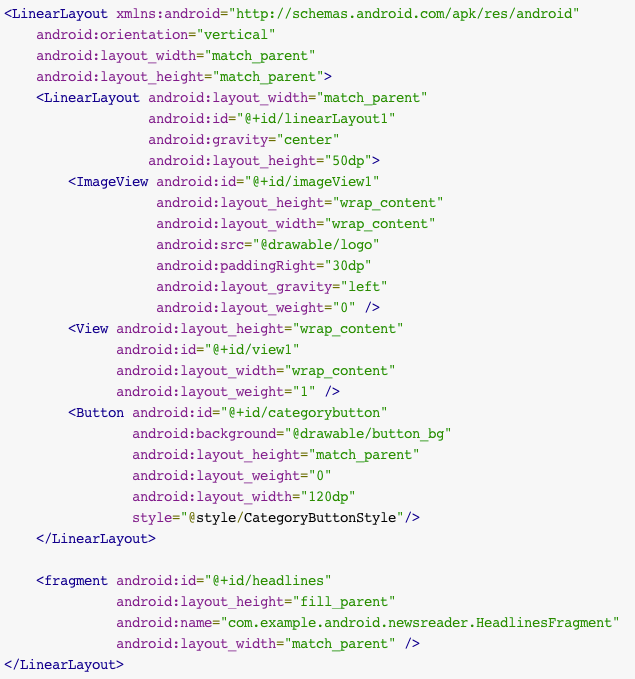 <LinearLayout xmlns:android="http://schemas.android.com/apk/res/android"
    android:orientation="vertical"
    android:layout_width="match_parent"
    android:layout_height="match_parent">
    <LinearLayout android:layout_width="match_parent"
                  android:id="@+id/linearLayout1"
                  android:gravity="center"
                  android:layout_height="50dp">
        <ImageView android:id="@+id/imageView1"
                   android:layout_height="wrap_content"
                   android:layout_width="wrap_content"
                   android:src="@drawable/logo"
                   android:paddingRight="30dp"
                   android:layout_gravity="left"
                   android:layout_weight="0" />
        <View android:layout_height="wrap_content"
              android:id="@+id/view1"
              android:layout_width="wrap_content"
              android:layout_weight="1" />
        <Button android:id="@+id/categorybutton"
                android:background="@drawable/button_bg"
                android:layout_height="match_parent"
                android:layout_weight="0"
                android:layout_width="120dp"
                style="@style/CategoryButtonStyle"/>
    </LinearLayout>

    <fragment android:id="@+id/headlines"
              android:layout_height="fill_parent"
              android:name="com.example.android.newsreader.HeadlinesFragment"
              android:layout_width="match_parent" />
</LinearLayout>